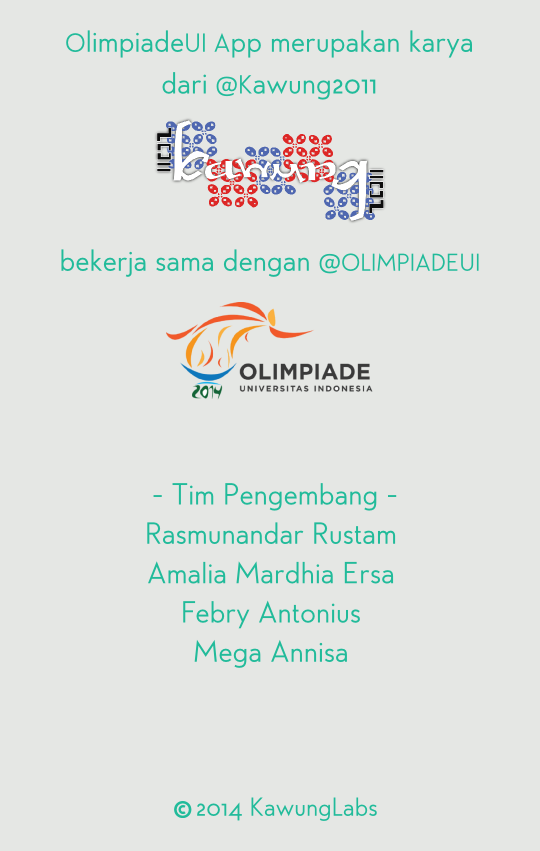 OlimpiadeUI App merupakan karya
dari @Kawung2011
kawung
bekerja sama dengan @OLIMPIADEUI
OLIMPIADE
UNIVERSITAS INDONESIA
2014
- Tim Pengembang -
Rasmunandar Rustam
Amalia Mardhia Ersa
Febry Antonius
Mega Annisa
© 2014 KawungLabs